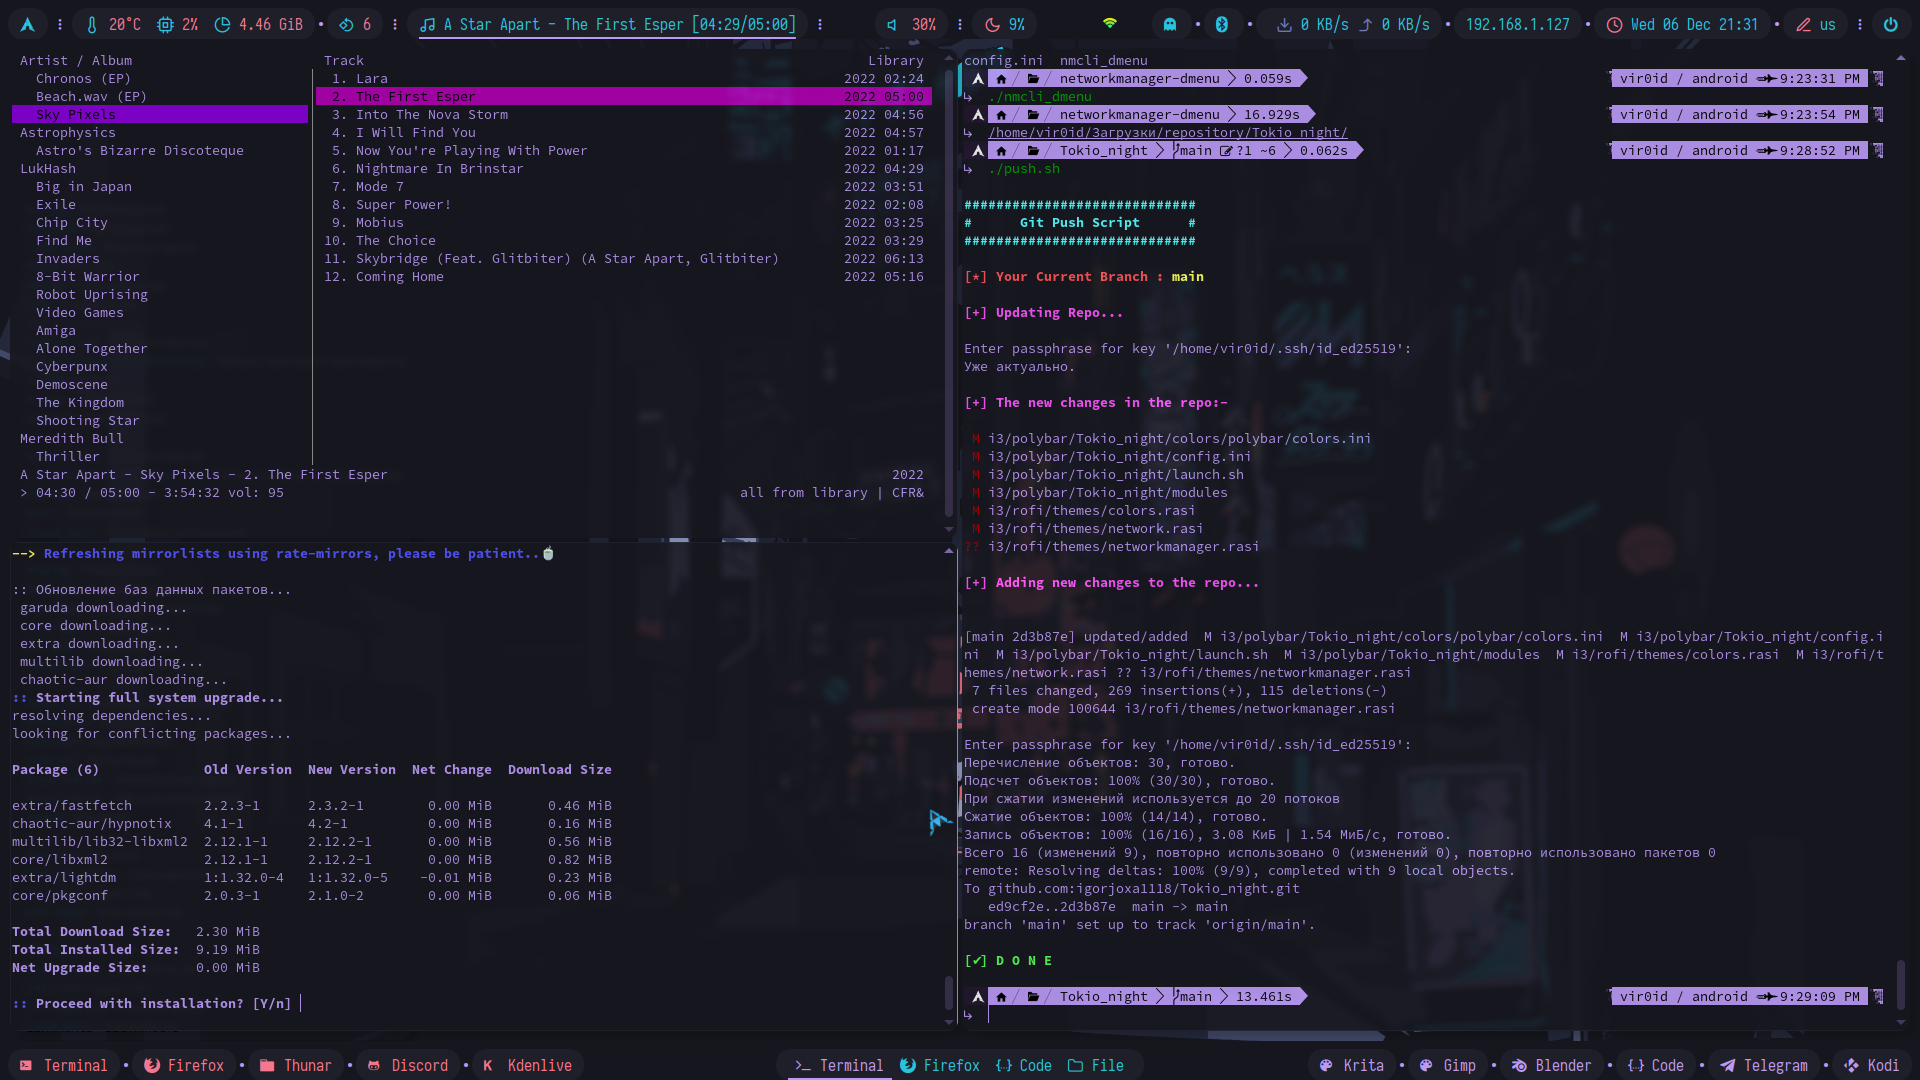 20°C 2% 4.46 GiB 6 A Star Apart - The First Esper [04:29/05:00] 30% 9% 0 KB/s 0 KB/s 192.168.1.127 Wed 06 Dec 21:31 us
Artist / Album
Chronos (EP)
Beach.wav (EP)
Sky Pixels
Astrophysics
Astro's Bizarre Discoteque
LukHash
Big in Japan
Exile
Chip City
Find Me
Invaders
8-Bit Warrior
Robot Uprising
Video Games
Amiga
Alone Together
Cyberpunx
Demoscene
The Kingdom
Shooting Star
Meredith Bull
Thriller
Track Library
1. Lara 2022 02:24
2. The First Esper 2022 05:00
3. Into The Nova Storm 2022 04:56
4. I Will Find You 2022 04:57
5. Now You're Playing With Power 2022 01:17
6. Nightmare In Brinstar 2022 04:29
7. Mode 7 2022 03:51
8. Super Power! 2022 02:08
9. Mobius 2022 03:25
10. The Choice 2022 03:29
11. Skybridge (Feat. Glitbiter) (A Star Apart, Glitbiter) 2022 06:13
12. Coming Home 2022 05:16
A Star Apart - Sky Pixels - 2. The First Esper 2022
> 04:30 / 05:00 - 3:54:32 vol: 95 all from library | CFR&
--> Refreshing mirrorlists using rate-mirrors, please be patient..🍵
:: Обновление баз данных пакетов...
garuda downloading...
core downloading...
extra downloading...
multilib downloading...
chaotic-aur downloading...
:: Starting full system upgrade...
resolving dependencies...
looking for conflicting packages...
Package (6) Old Version New Version Net Change Download Size
extra/fastfetch 2.2.3-1 2.3.2-1 0.00 MiB 0.46 MiB
chaotic-aur/hypnotix 4.1-1 4.2-1 0.00 MiB 0.16 MiB
multilib/lib32-libxml2 2.12.1-1 2.12.2-1 0.00 MiB 0.56 MiB
core/libxml2 2.12.1-1 2.12.2-1 0.00 MiB 0.82 MiB
extra/lightdm 1:1.32.0-4 1:1.32.0-5 -0.01 MiB 0.23 MiB
core/pkgconf 2.0.3-1 2.1.0-2 0.00 MiB 0.06 MiB
Total Download Size: 2.30 MiB
Total Installed Size: 9.19 MiB
Net Upgrade Size: 0.00 MiB
:: Proceed with installation? [Y/n]
config.ini nmcli_dmenu
networkmanager-dmenu 0.059s vir0id / android 9:23:31 PM
./nmcli_dmenu
networkmanager-dmenu 16.929s vir0id / android 9:23:54 PM
/home/vir0id/Загрузки/repository/Tokio_night/
Tokio_night main ?1 ~6 0.062s vir0id / android 9:28:52 PM
./push.sh
#############################
# Git Push Script #
#############################
[*] Your Current Branch : main
[+] Updating Repo...
Enter passphrase for key '/home/vir0id/.ssh/id_ed25519':
Уже актуально.
[+] The new changes in the repo:-
M i3/polybar/Tokio_night/colors/polybar/colors.ini
M i3/polybar/Tokio_night/config.ini
M i3/polybar/Tokio_night/launch.sh
M i3/polybar/Tokio_night/modules
M i3/rofi/themes/colors.rasi
M i3/rofi/themes/network.rasi
?? i3/rofi/themes/networkmanager.rasi
[+] Adding new changes to the repo...
[main 2d3b87e] updated/added M i3/polybar/Tokio_night/colors/polybar/colors.ini M i3/polybar/Tokio_night/config.i
ni M i3/polybar/Tokio_night/launch.sh M i3/polybar/Tokio_night/modules M i3/rofi/themes/colors.rasi M i3/rofi/t
hemes/network.rasi ?? i3/rofi/themes/networkmanager.rasi
7 files changed, 269 insertions(+), 115 deletions(-)
create mode 100644 i3/rofi/themes/networkmanager.rasi
Enter passphrase for key '/home/vir0id/.ssh/id_ed25519':
Перечисление объектов: 30, готово.
Подсчет объектов: 100% (30/30), готово.
При сжатии изменений используется до 20 потоков
Сжатие объектов: 100% (14/14), готово.
Запись объектов: 100% (16/16), 3.08 КиБ | 1.54 МиБ/с, готово.
Всего 16 (изменений 9), повторно использовано 0 (изменений 0), повторно использовано пакетов 0
remote: Resolving deltas: 100% (9/9), completed with 9 local objects.
To github.com:igorjoxa1118/Tokio_night.git
ed9cf2e..2d3b87e main -> main
branch 'main' set up to track 'origin/main'.
[✔] D O N E
Tokio_night main 13.461s vir0id / android 9:29:09 PM
Terminal Firefox Thunar Discord Kdenlive Terminal Firefox Code File Krita Gimp Blender Code Telegram Kodi